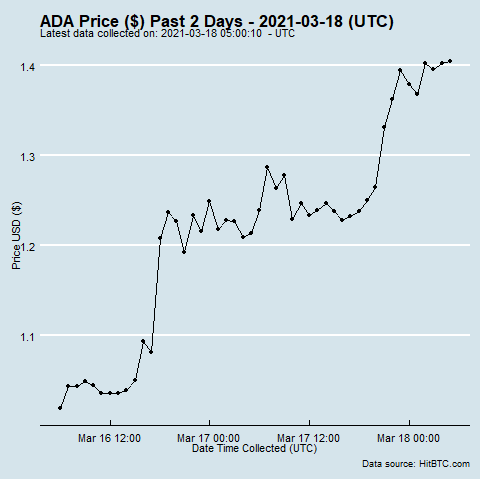 ADA Price ($) Past 2 Days - 2021-03-18 (UTC)
Latest data collected on: 2021-03-18 05:00:10  - UTC
1.4
1.3
1.2
1.1
Price USD ($)
Mar 16 12:00
Mar 17 00:00
Mar 17 12:00
Mar 18 00:00
Date Time Collected (UTC)
Data source: HitBTC.com